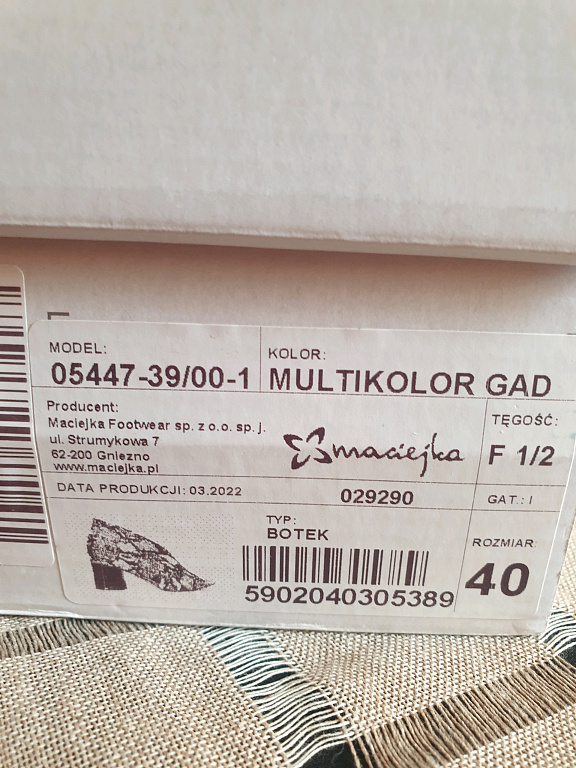 MODEL:
05447-39/00-1
KOLOR:
MULTIKOLOR GAD
Producent:
Maciejka Footwear sp. z o.o. sp. j.
ul. Strumykowa 7
62-200 Gniezno
www.maciejka.pl
maciejka
TĘGOŚĆ:
F 1/2
DATA PRODUKCJI: 03.2022
029290
GAT.: I
TYP:
BOTEK
5902040305389
ROZMIAR:
40